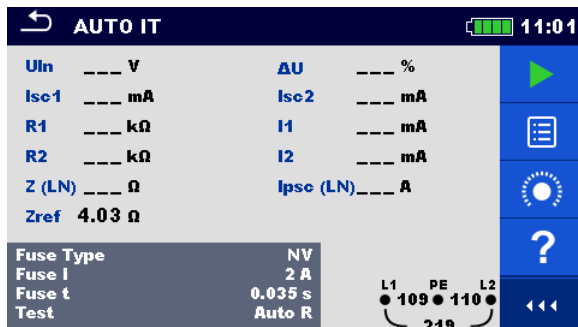 AUTO IT 11:01
Uln ___ V ΔU ___ %
Isc1 ___ mA Isc2 ___ mA
R1 ___ kΩ I1 ___ mA
R2 ___ kΩ I2 ___ mA
Z (LN) ___ Ω Ipsc (LN) ___ A
Zref 4.03 Ω
Fuse Type NV
Fuse I 2 A
Fuse t 0.035 s
Test Auto R
L1 PE L2
109 110
219
?